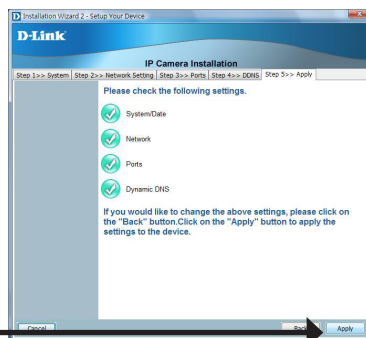 Installation Wizard 2 - Setup Your Device
D-Link
IP Camera Installation
Step 1>> System Step 2>> Network Setting Step 3>> Ports Step 4>> DDNS Step 5>> Apply
Please check the following settings.
System/Date
Network
Ports
Dynamic DNS
If you would like to change the above settings, please click on
the "Back" button.Click on the "Apply" button to apply the
settings to the device.
Cancel Back Apply